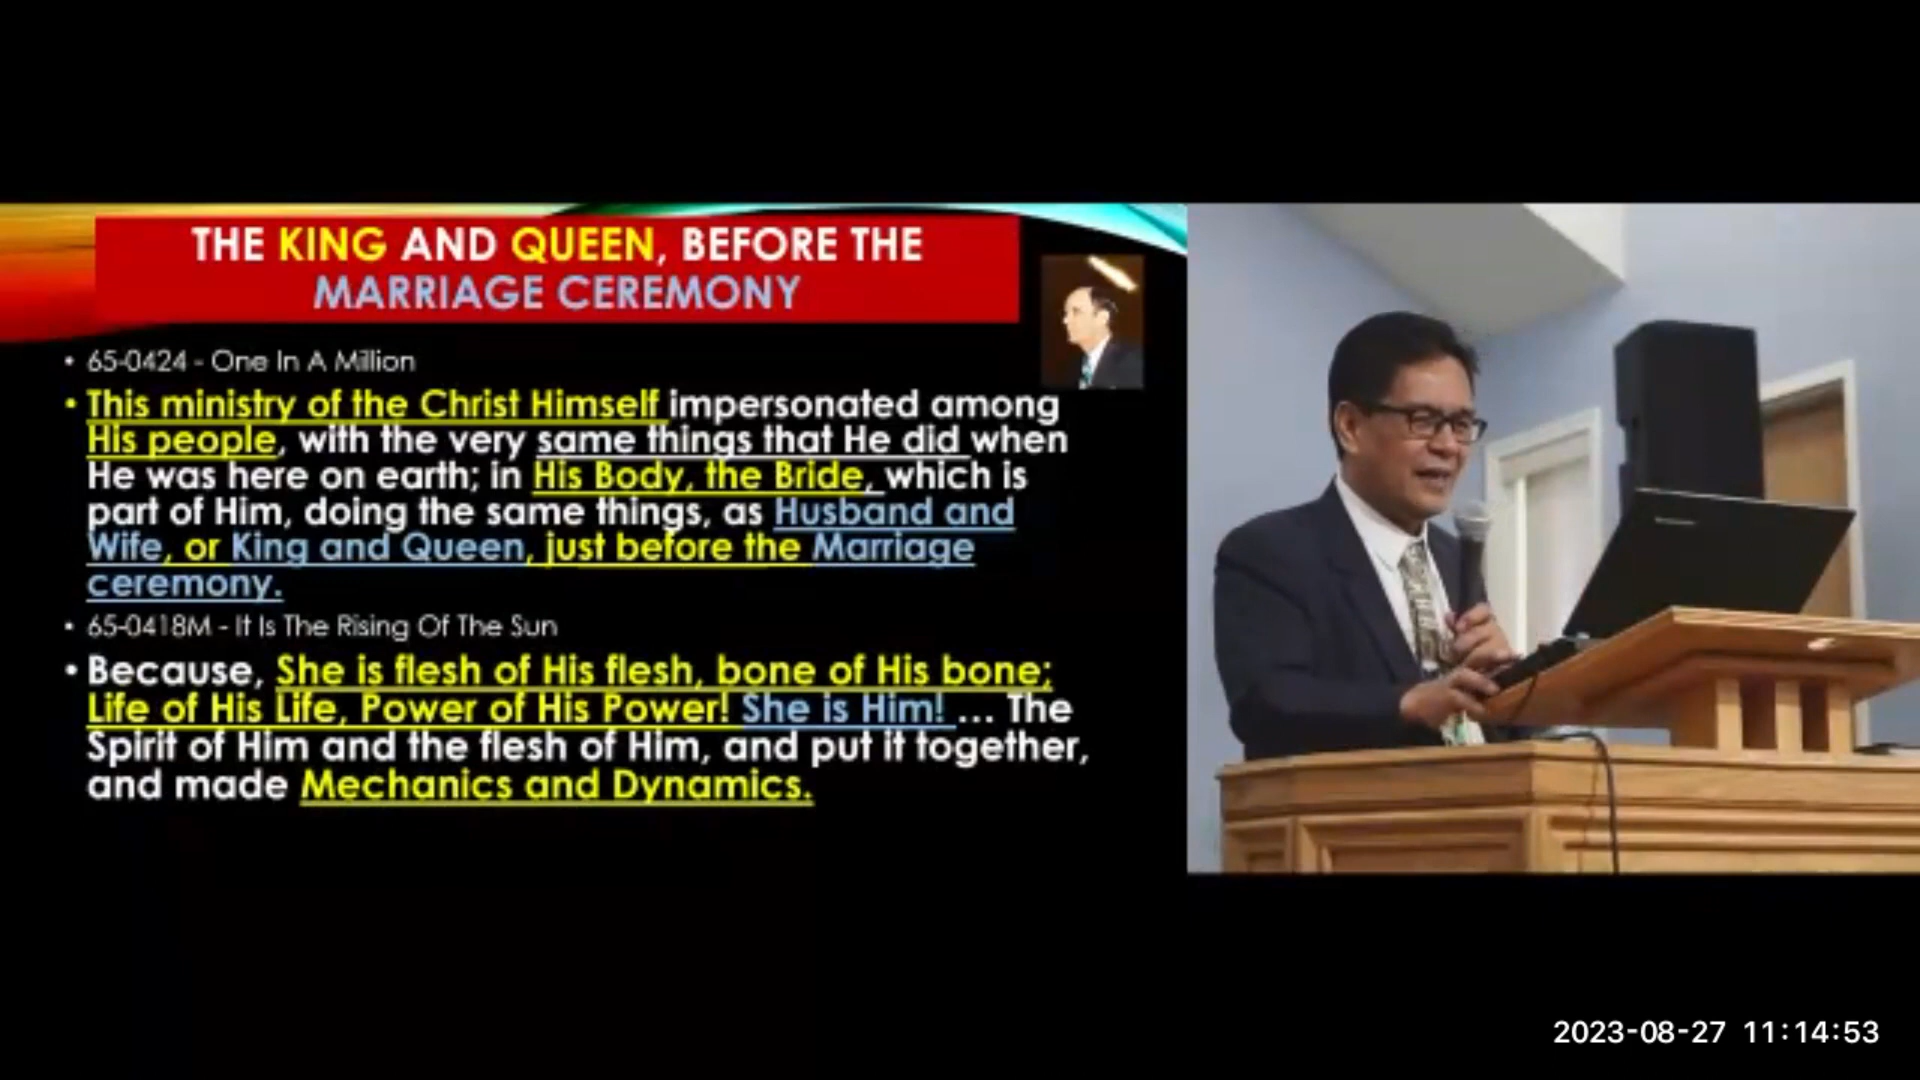 THE KING AND QUEEN, BEFORE THE
MARRIAGE CEREMONY
• 65-0424 - One In A Million
• This ministry of the Christ Himself impersonated among
His people, with the very same things that He did when
He was here on earth; in His Body, the Bride, which is
part of Him, doing the same things, as Husband and
Wife, or King and Queen, just before the Marriage
ceremony.
• 65-0418M - It Is The Rising Of The Sun
• Because, She is flesh of His flesh, bone of His bone;
Life of His Life, Power of His Power! She is Him! ... The
Spirit of Him and the flesh of Him, and put it together,
and made Mechanics and Dynamics.
2023-08-27 11:14:53